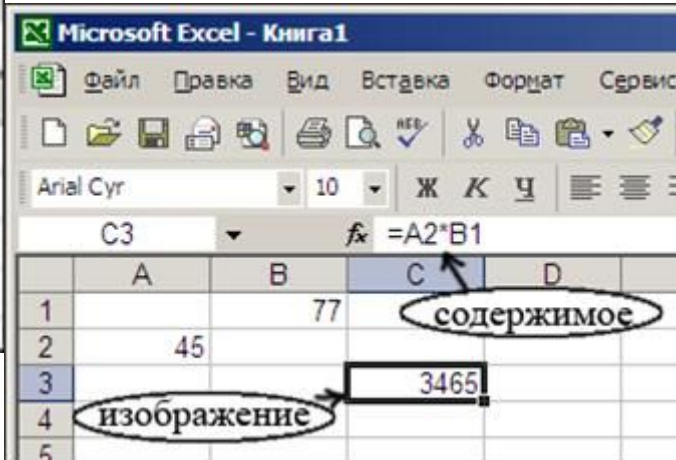 Microsoft Excel - Книга1
Файл Правка Вид Вставка Формат Сервис
Arial Cyr 10 Ж К Ч
C3 fx =A2*B1
A B C D
1 77 содержимое
2 45
3 3465
4 изображение
5